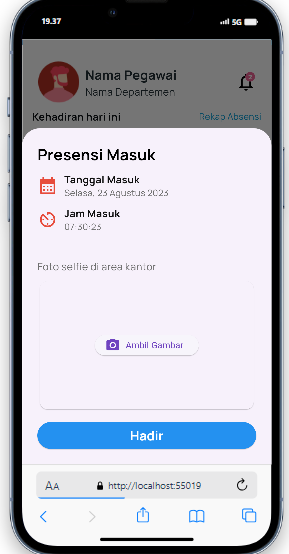 19.37
5G
Nama Pegawai
Nama Departemen
Kehadiran hari ini Rekap Absensi
Presensi Masuk
Tanggal Masuk
Selasa, 23 Agustus 2023
Jam Masuk
07:30:23
Foto selfie di area kantor
Ambil Gambar
Hadir
AA http://localhost:55019